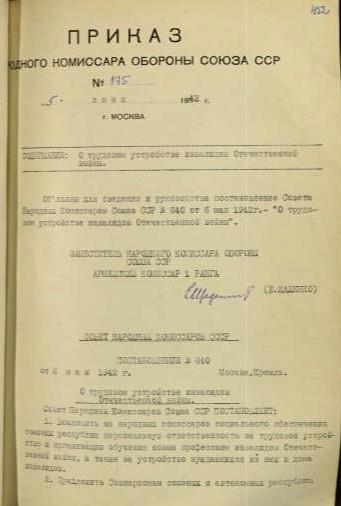 452
ПРИКАЗ
РОДНОГО КОМИССАРА ОБОРОНЫ СОЮЗА ССР
№ 175
5. 1942 г.
г. МОСКВА
СОДЕРЖАНИЕ: О трудовом устройстве инвалидов Отечественной
войны.
Об'являю для сведения и руководства постановление Совета
Народных Комиссаров Союза ССР № 640 от 6 мая 1942г.- "О трудо-
вом устройстве инвалидов Отечественной войны".
ЗАМЕСТИТЕЛЬ НАРОДНОГО КОМИССАРА ОБОРОНЫ
СОЮЗА ССР
АРМЕЙСКИЙ КОМИССАР 1 РАНГА
(Е.ЩАДЕНКО)
СОВЕТ НАРОДНЫХ КОМИССАРОВ СССР
ПОСТАНОВЛЕНИЕ № 640
от 6 мая 1942 г. Москва,Кремль.
О трудовом устройстве инвалидов
Отечественной войны.
Совет Народных Комиссаров Союза ССР ПОСТАНОВЛЯЕТ:
1. Возложить на народных комиссаров социального обеспечения
союзных республик персональную ответственность за трудовое устрой-
ство и организацию обучения новым профессиям инвалидов Отечест-
венной войны, а также на устройство нуждающихся из них в дома
инвалидов.
2. Предложить Совнаркомам союзных и автономных республик,